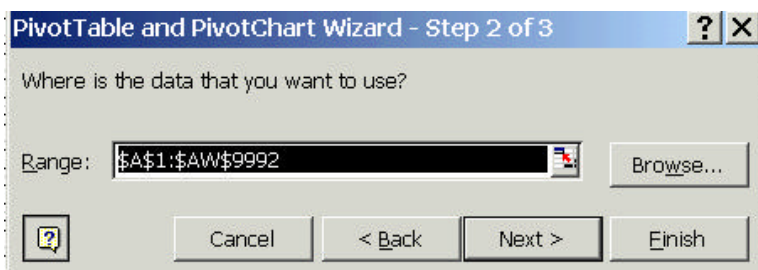 PivotTable and PivotChart Wizard - Step 2 of 3
Where is the data that you want to use?
Range: $A$1:$AW$9992 Browse...
Cancel < Back Next > Finish